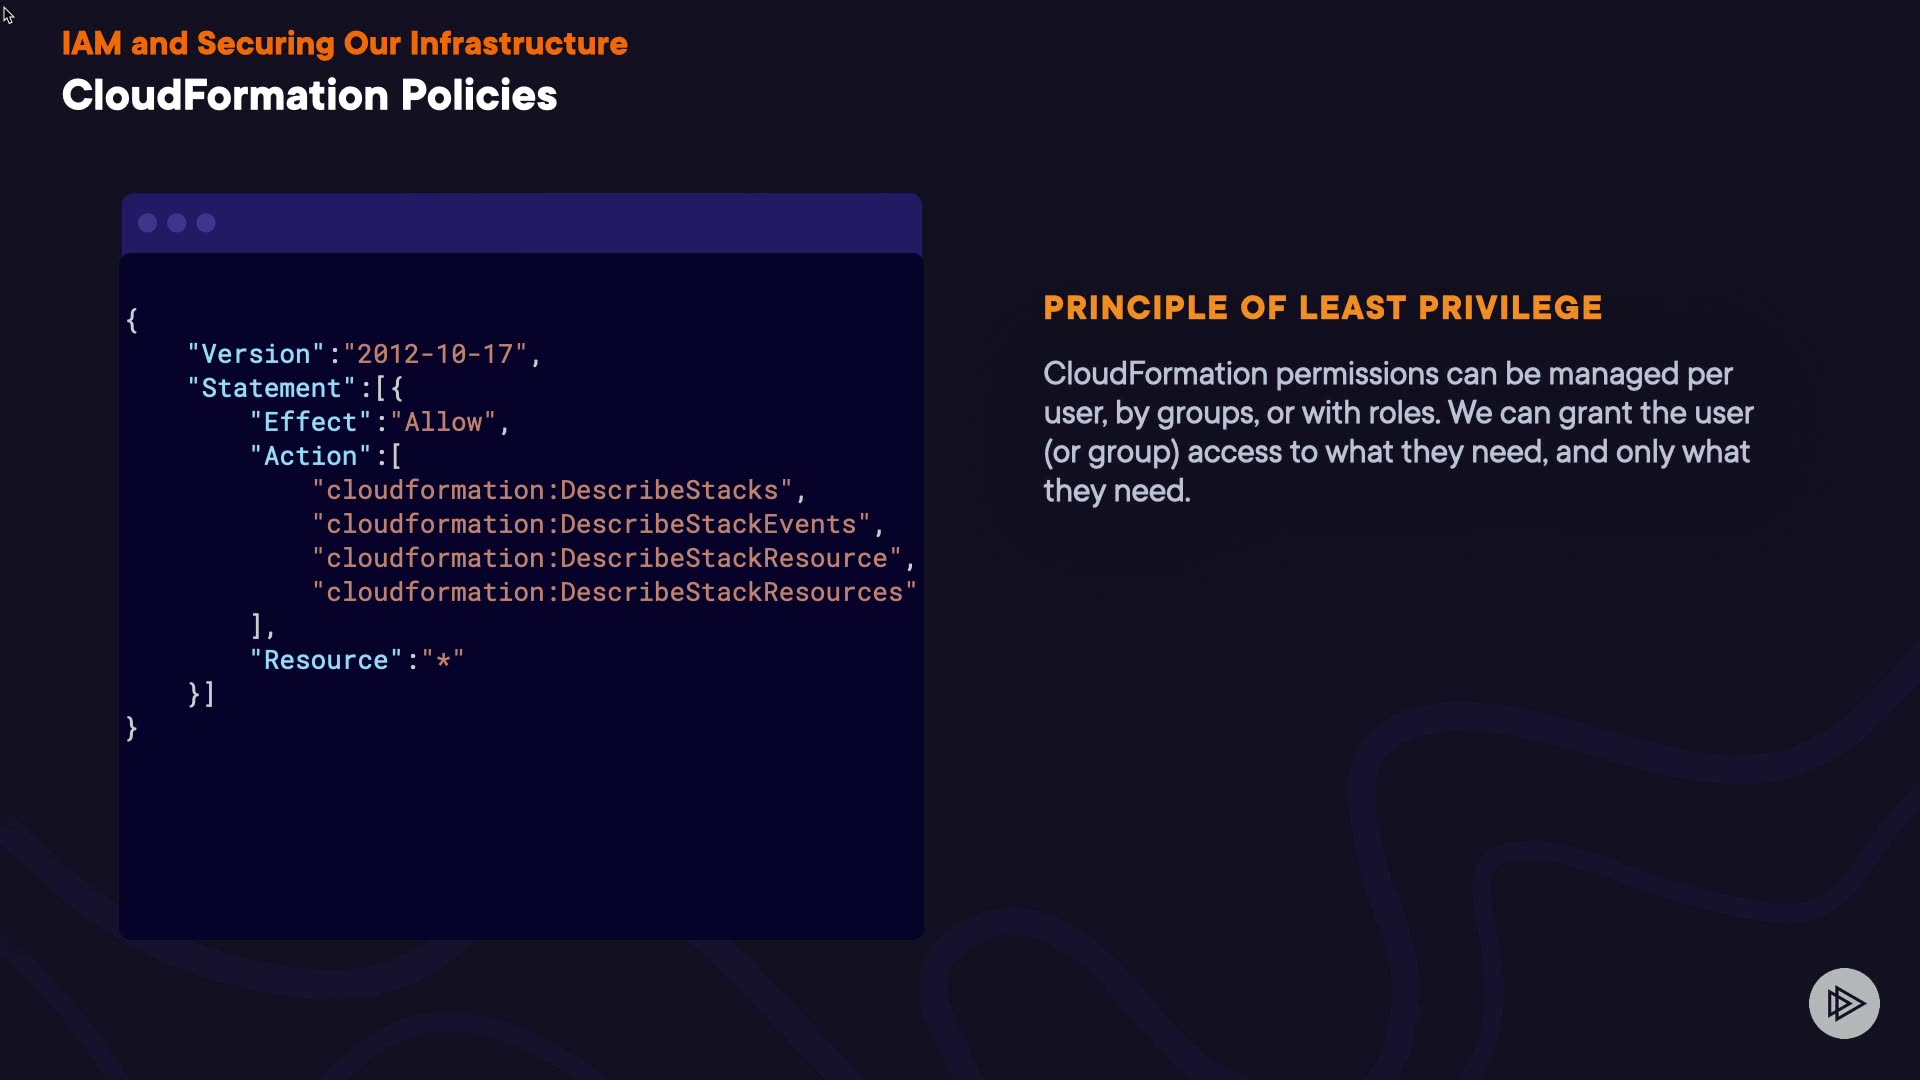 IAM and Securing Our Infrastructure
CloudFormation Policies
{
    "Version":"2012-10-17",
    "Statement":[{
        "Effect":"Allow",
        "Action":[
            "cloudformation:DescribeStacks",
            "cloudformation:DescribeStackEvents",
            "cloudformation:DescribeStackResource",
            "cloudformation:DescribeStackResources"
        ],
        "Resource":"*"
    }]
}
PRINCIPLE OF LEAST PRIVILEGE
CloudFormation permissions can be managed per
user, by groups, or with roles. We can grant the user
(or group) access to what they need, and only what
they need.